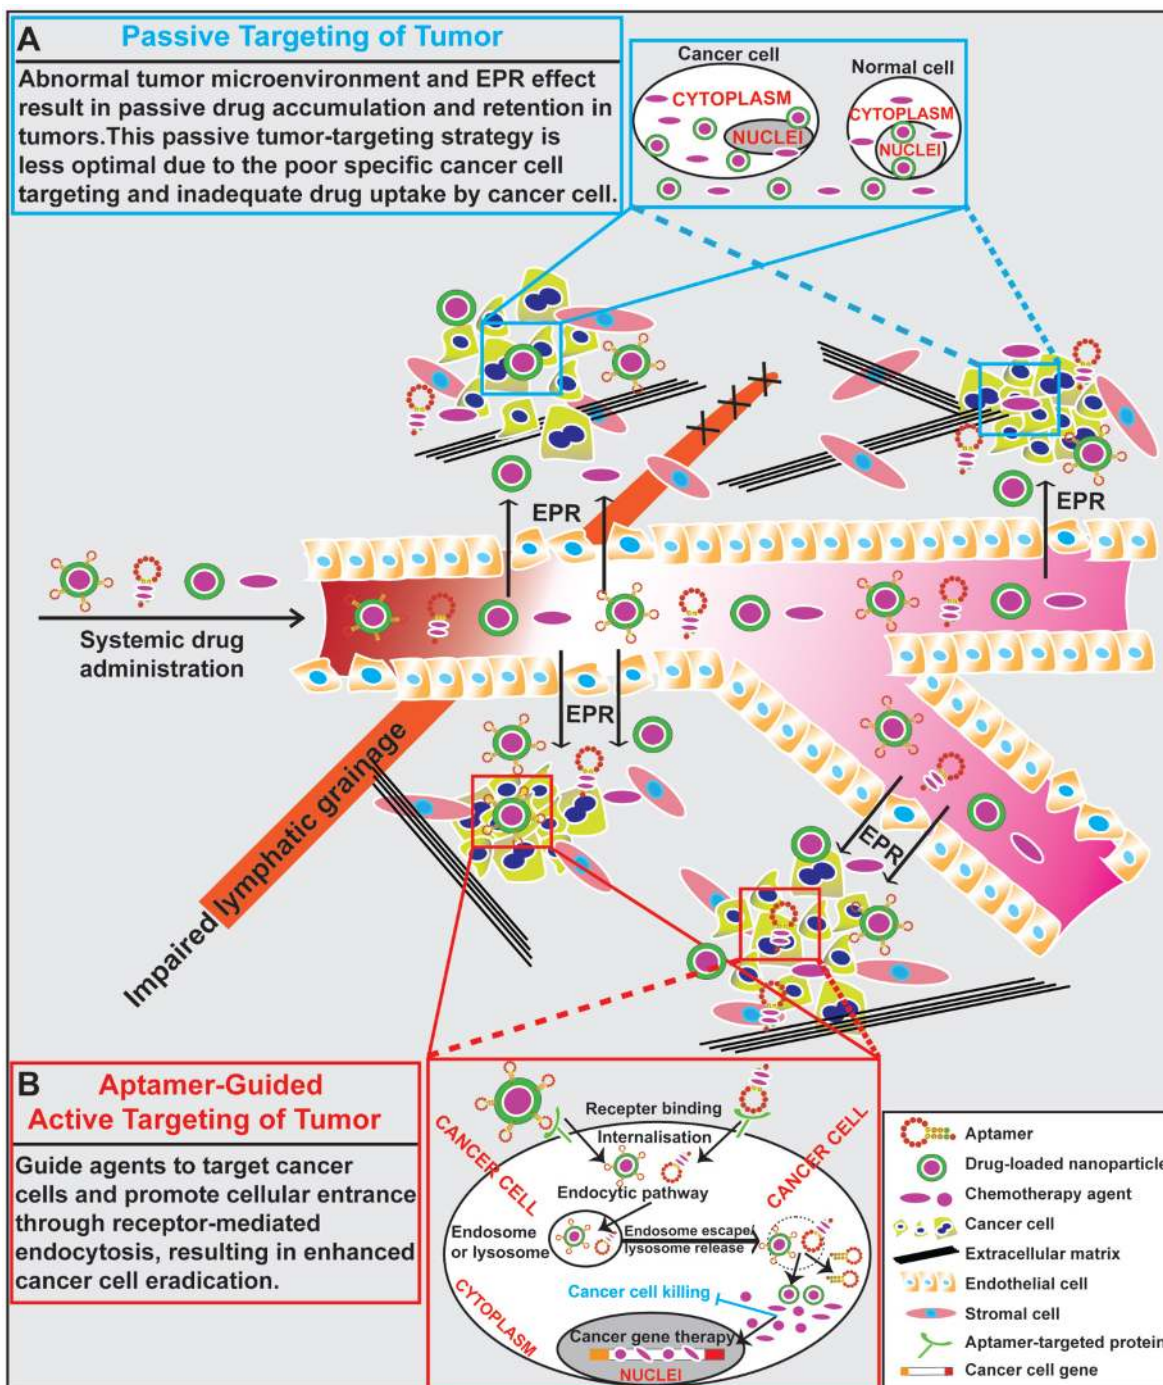 A Passive Targeting of Tumor
Abnormal tumor microenvironment and EPR effect
result in passive drug accumulation and retention in
tumors.This passive tumor-targeting strategy is
less optimal due to the poor specific cancer cell
targeting and inadequate drug uptake by cancer cell.
Cancer cell
CYTOPLASM
NUCLEI
Normal cell
CYTOPLASM
NUCLEI
EPR
EPR
Systemic drug
administration
EPR
EPR
Impaired lymphatic grainage
B Aptamer-Guided
Active Targeting of Tumor
Guide agents to target cancer
cells and promote cellular entrance
through receptor-mediated
endocytosis, resulting in enhanced
cancer cell eradication.
CANCER CELL
Recepter binding
CANCER CELL
Internalisation
Endocytic pathway
Endosome
or lysosome
Endosome escape/
lysosome release
CYTOPLASM
Cancer cell killing
Cancer gene therapy
NUCLEI
Aptamer
Drug-loaded nanoparticle
Chemotherapy agent
Cancer cell
Extracellular matrix
Endothelial cell
Stromal cell
Aptamer-targeted protein
Cancer cell gene